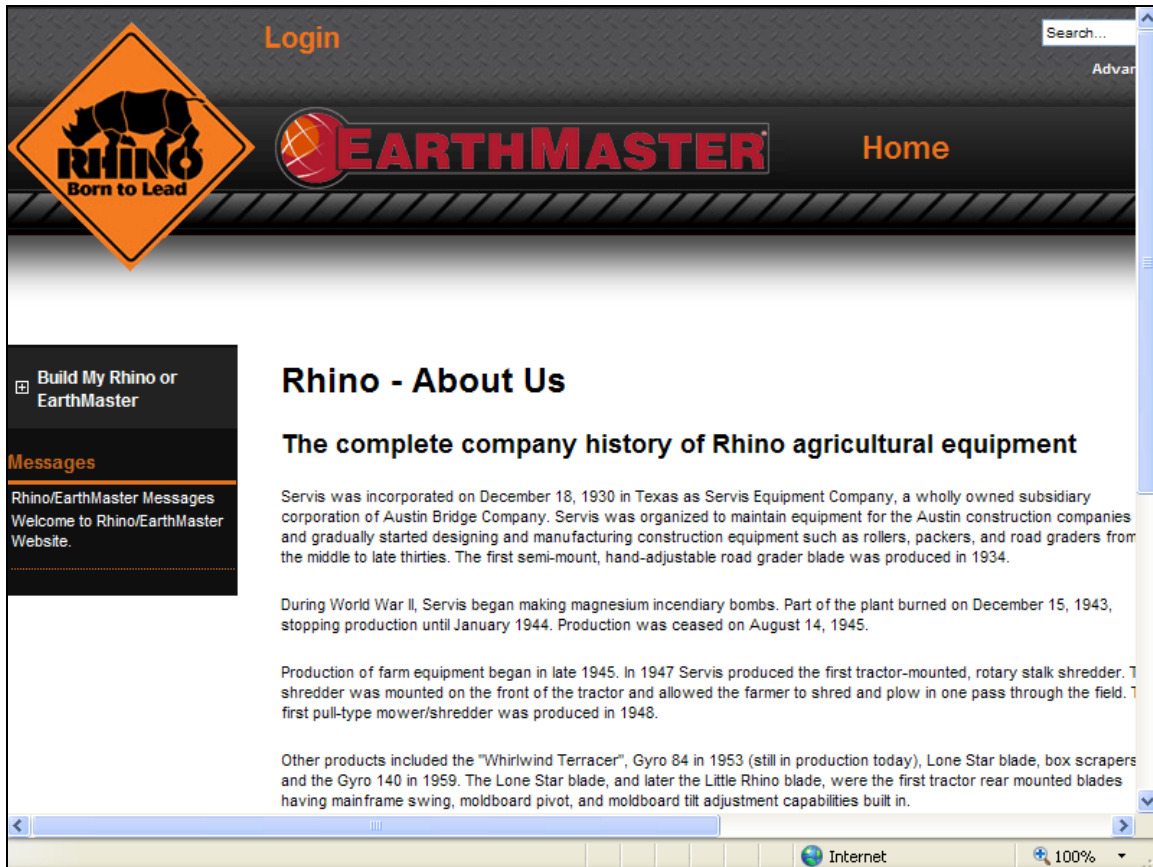 Login
Search...
Advar
RHINO
Born to Lead
EARTHMASTER
Home
Build My Rhino or
EarthMaster
Messages
Rhino/EarthMaster Messages
Welcome to Rhino/EarthMaster
Website.
Rhino - About Us
The complete company history of Rhino agricultural equipment
Servis was incorporated on December 18, 1930 in Texas as Servis Equipment Company, a wholly owned subsidiary
corporation of Austin Bridge Company. Servis was organized to maintain equipment for the Austin construction companies
and gradually started designing and manufacturing construction equipment such as rollers, packers, and road graders from
the middle to late thirties. The first semi-mount, hand-adjustable road grader blade was produced in 1934.
During World War II, Servis began making magnesium incendiary bombs. Part of the plant burned on December 15, 1943,
stopping production until January 1944. Production was ceased on August 14, 1945.
Production of farm equipment began in late 1945. In 1947 Servis produced the first tractor-mounted, rotary stalk shredder.
shredder was mounted on the front of the tractor and allowed the farmer to shred and plow in one pass through the field.
first pull-type mower/shredder was produced in 1948.
Other products included the "Whirlwind Terracer", Gyro 84 in 1953 (still in production today), Lone Star blade, box scrapers
and the Gyro 140 in 1959. The Lone Star blade, and later the Little Rhino blade, were the first tractor rear mounted blades
having mainframe swing, moldboard pivot, and moldboard tilt adjustment capabilities built in.
Internet
100%